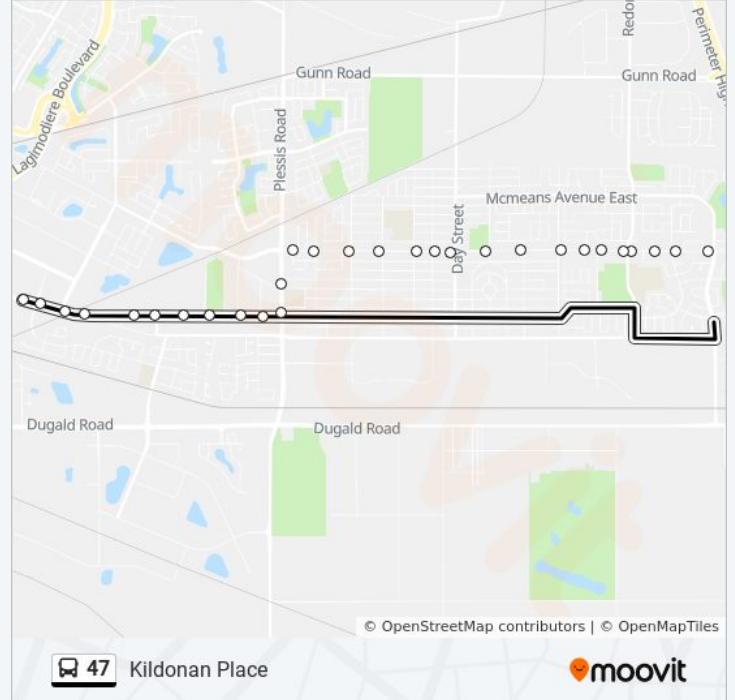 Redon
Perimeter Hig
Lagimodiere Boulevard
Gunn Road
Gunn Road
Plessis Road
Mcmeans Avenue East
Day Street
Dugald Road
Dugald Road
moovit
© OpenStreetMap contributors | © OpenMapTiles
47 Kildonan Place
moovit